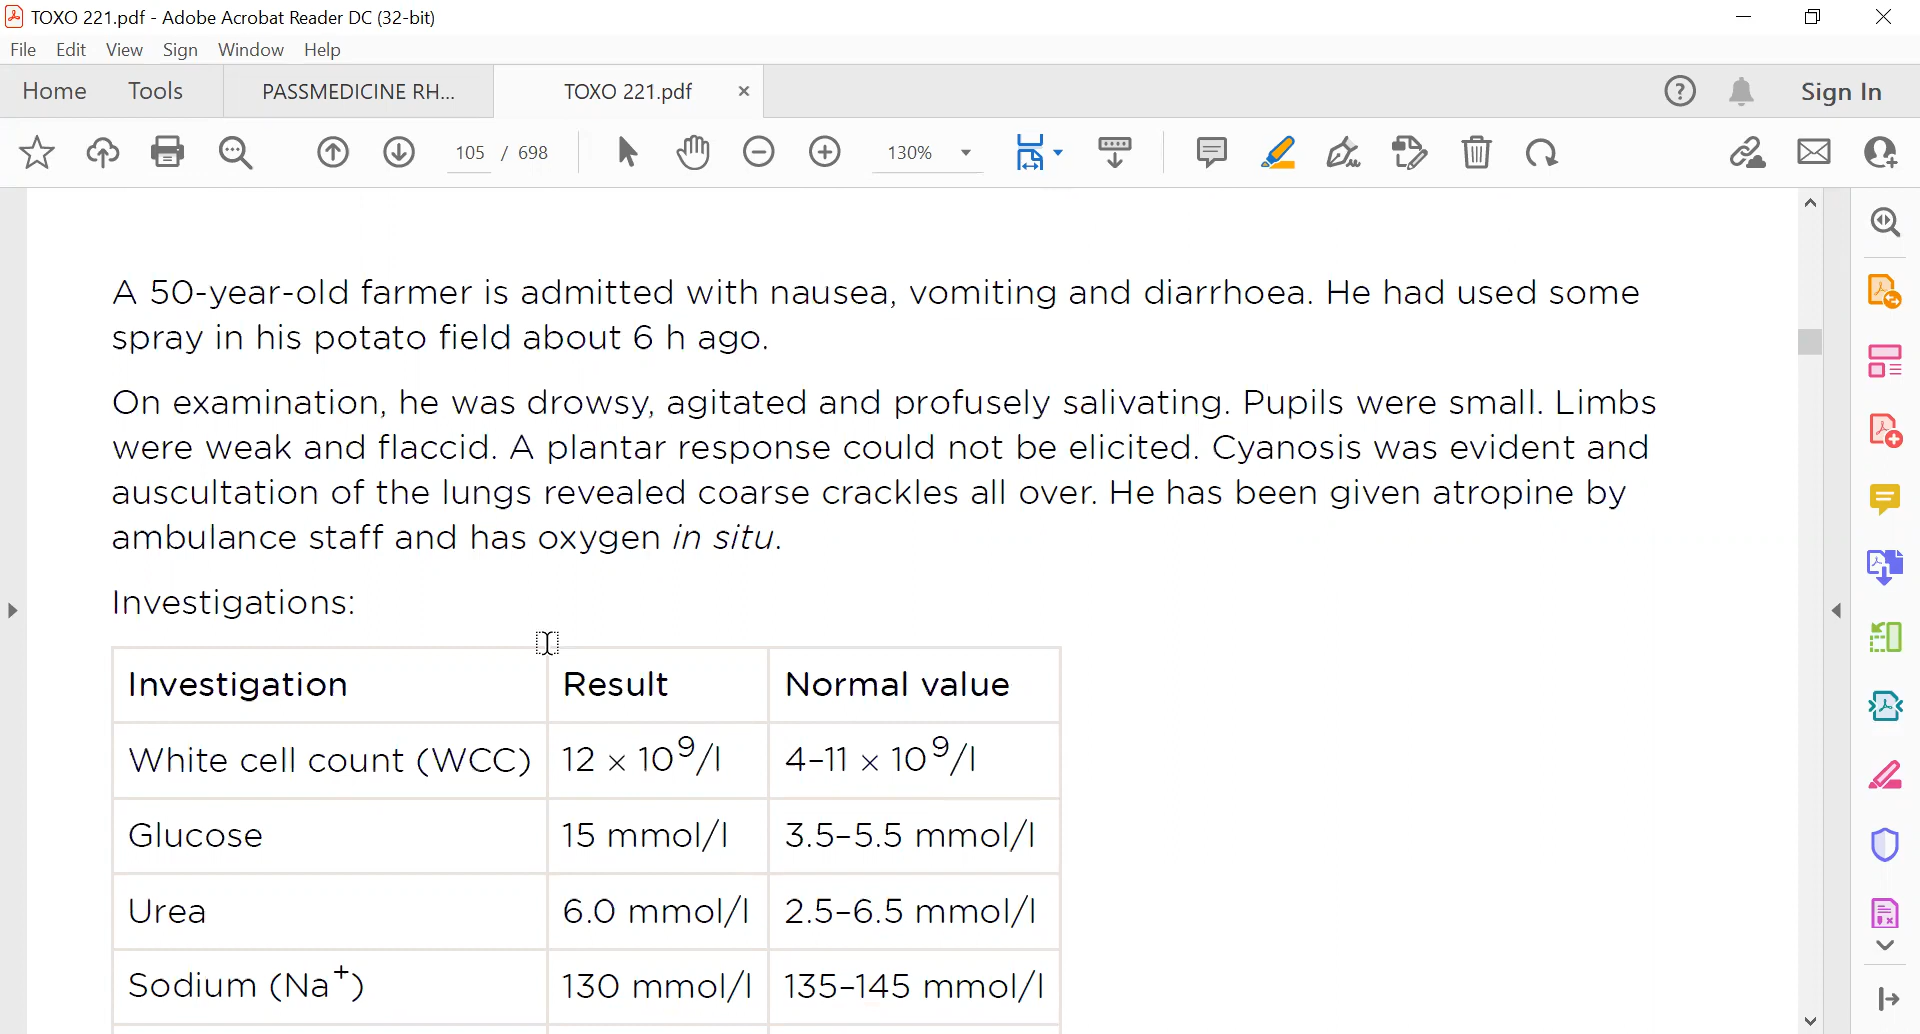 TOXO 221.pdf - Adobe Acrobat Reader DC (32-bit)
File Edit View Sign Window Help
Home Tools PASSMEDICINE RH... TOXO 221.pdf × Sign In
105 / 698 130%
A 50-year-old farmer is admitted with nausea, vomiting and diarrhoea. He had used some
spray in his potato field about 6 h ago.
On examination, he was drowsy, agitated and profusely salivating. Pupils were small. Limbs
were weak and flaccid. A plantar response could not be elicited. Cyanosis was evident and
auscultation of the lungs revealed coarse crackles all over. He has been given atropine by
ambulance staff and has oxygen in situ.
Investigations:
Investigation Result Normal value
White cell count (WCC) 12 × 10⁹/l 4–11 × 10⁹/l
Glucose 15 mmol/l 3.5–5.5 mmol/l
Urea 6.0 mmol/l 2.5–6.5 mmol/l
Sodium (Na⁺) 130 mmol/l 135–145 mmol/l